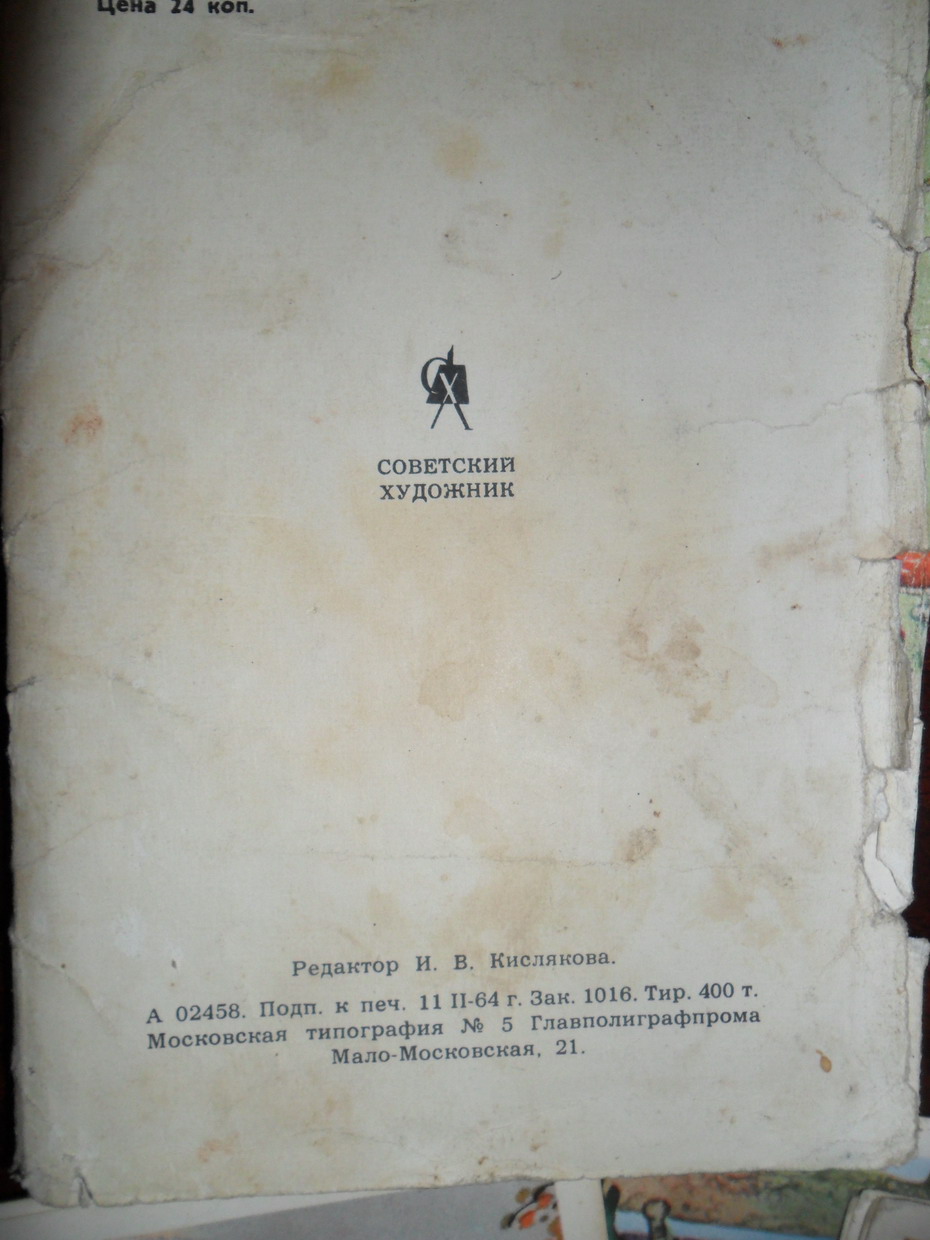 Цена 24 коп.
СХ
СОВЕТСКИЙ
ХУДОЖНИК
Редактор И. В. Кислякова.
А 02458. Подп. к печ. 11 II-64 г. Зак. 1016. Тир. 400 т.
Московская типография № 5 Главполиграфпрома
Мало-Московская, 21.